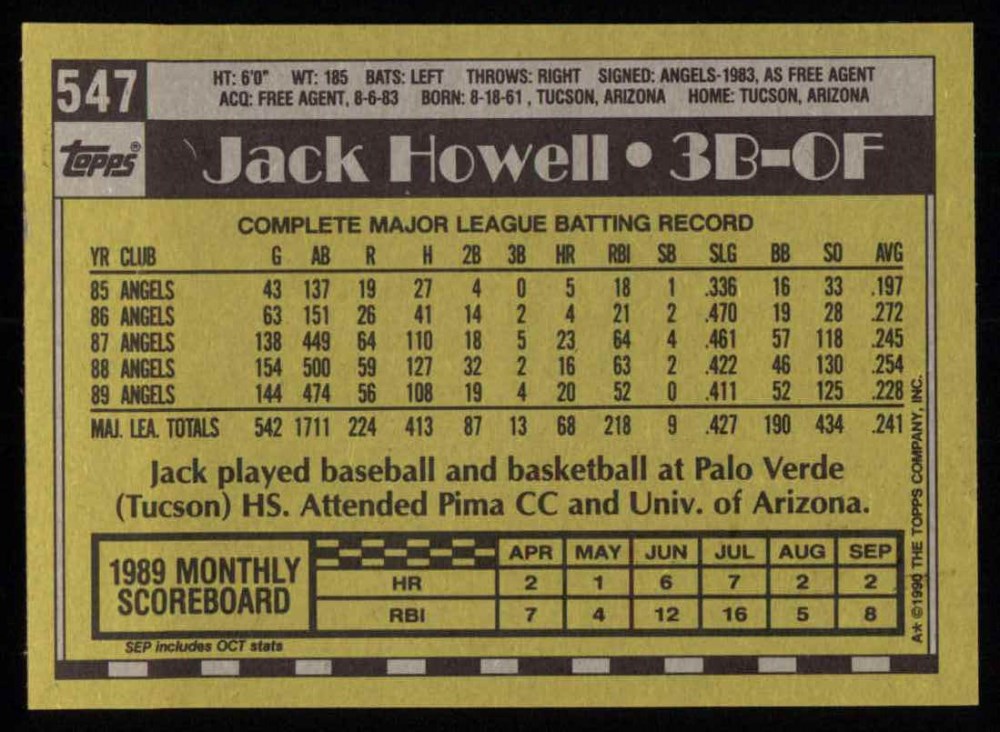 547
HT: 6'0" WT: 185 BATS: LEFT THROWS: RIGHT SIGNED: ANGELS-1983, AS FREE AGENT
ACQ: FREE AGENT, 8-6-83 BORN: 8-18-61, TUCSON, ARIZONA HOME: TUCSON, ARIZONA
topps®
Jack Howell • 3B-OF
COMPLETE MAJOR LEAGUE BATTING RECORD
YR CLUB G AB R H 2B 3B HR RBI SB SLG BB SO AVG
85 ANGELS 43 137 19 27 4 0 5 18 1 .336 16 33 .197
86 ANGELS 63 151 26 41 14 2 4 21 2 .470 19 28 .272
87 ANGELS 138 449 64 110 18 5 23 64 4 .461 57 118 .245
88 ANGELS 154 500 59 127 32 2 16 63 2 .422 46 130 .254
89 ANGELS 144 474 56 108 19 4 20 52 0 .411 52 125 .228
MAJ. LEA. TOTALS 542 1711 224 413 87 13 68 218 9 .427 190 434 .241
Jack played baseball and basketball at Palo Verde
(Tucson) HS. Attended Pima CC and Univ. of Arizona.
1989 MONTHLY
SCOREBOARD
APR MAY JUN JUL AUG SEP
HR 2 1 6 7 2 2
RBI 7 4 12 16 5 8
SEP includes OCT stats
A* ©1990 THE TOPPS COMPANY, INC.